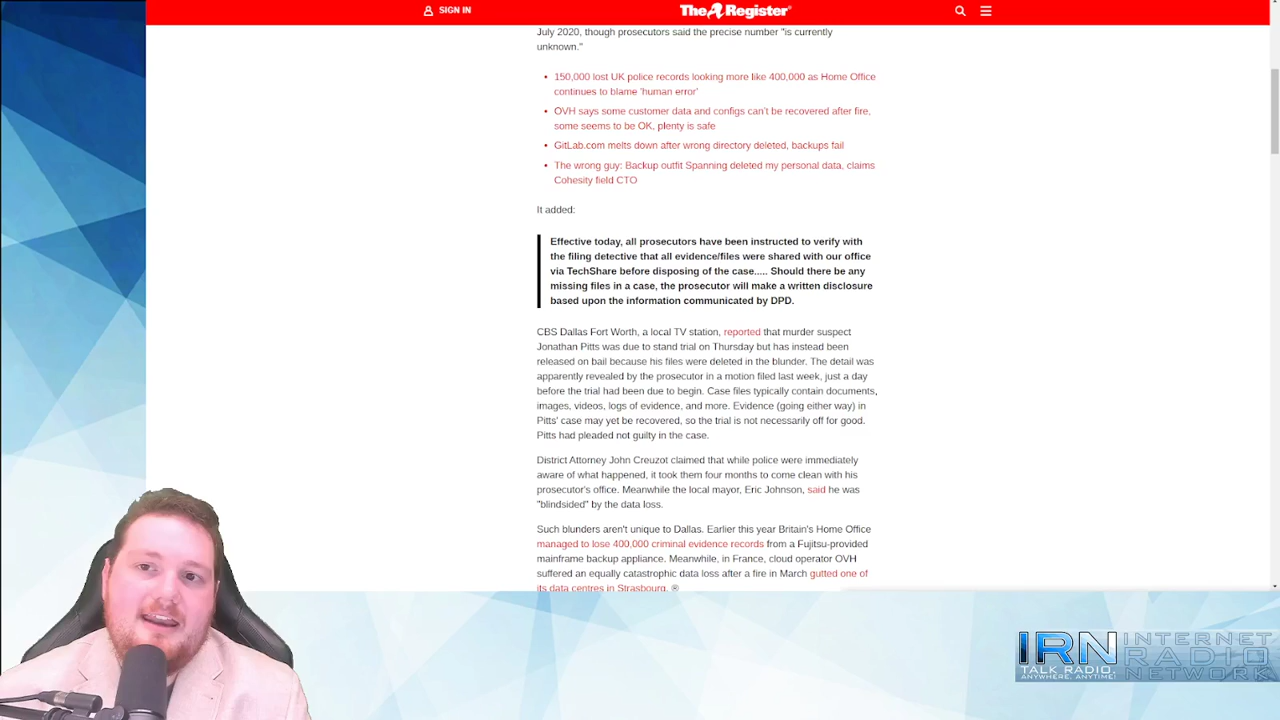 SIGN IN
The Register
July 2020, though prosecutors said the precise number "is currently
unknown."
• 150,000 lost UK police records looking more like 400,000 as Home Office
continues to blame 'human error'
• OVH says some customer data and configs can't be recovered after fire,
some seems to be OK, plenty is safe
• GitLab.com melts down after wrong directory deleted, backups fail
• The wrong guy: Backup outfit Spanning deleted my personal data, claims
Cohesity field CTO
It added:
Effective today, all prosecutors have been instructed to verify with
the filing detective that all evidence/files were shared with our office
via TechShare before disposing of the case..... Should there be any
missing files in a case, the prosecutor will make a written disclosure
based upon the information communicated by DPD.
CBS Dallas Fort Worth, a local TV station, reported that murder suspect
Jonathan Pitts was due to stand trial on Thursday but has instead been
released on bail because his files were deleted in the blunder. The detail was
apparently revealed by the prosecutor in a motion filed last week, just a day
before the trial had been due to begin. Case files typically contain documents,
images, videos, logs of evidence, and more. Evidence (going either way) in
Pitts' case may yet be recovered, so the trial is not necessarily off for good.
Pitts had pleaded not guilty in the case.
District Attorney John Creuzot claimed that while police were immediately
aware of what happened, it took them four months to come clean with his
prosecutor's office. Meanwhile the local mayor, Eric Johnson, said he was
"blindsided" by the data loss.
Such blunders aren't unique to Dallas. Earlier this year Britain's Home Office
managed to lose 400,000 criminal evidence records from a Fujitsu-provided
mainframe backup appliance. Meanwhile, in France, cloud operator OVH
suffered an equally catastrophic data loss after a fire in March gutted one of
its data centres in Strasbourg. ®
IRN
TALK RADIO.
ANYWHERE, ANYTIME!
INTERNET
RADIO
NETWORK